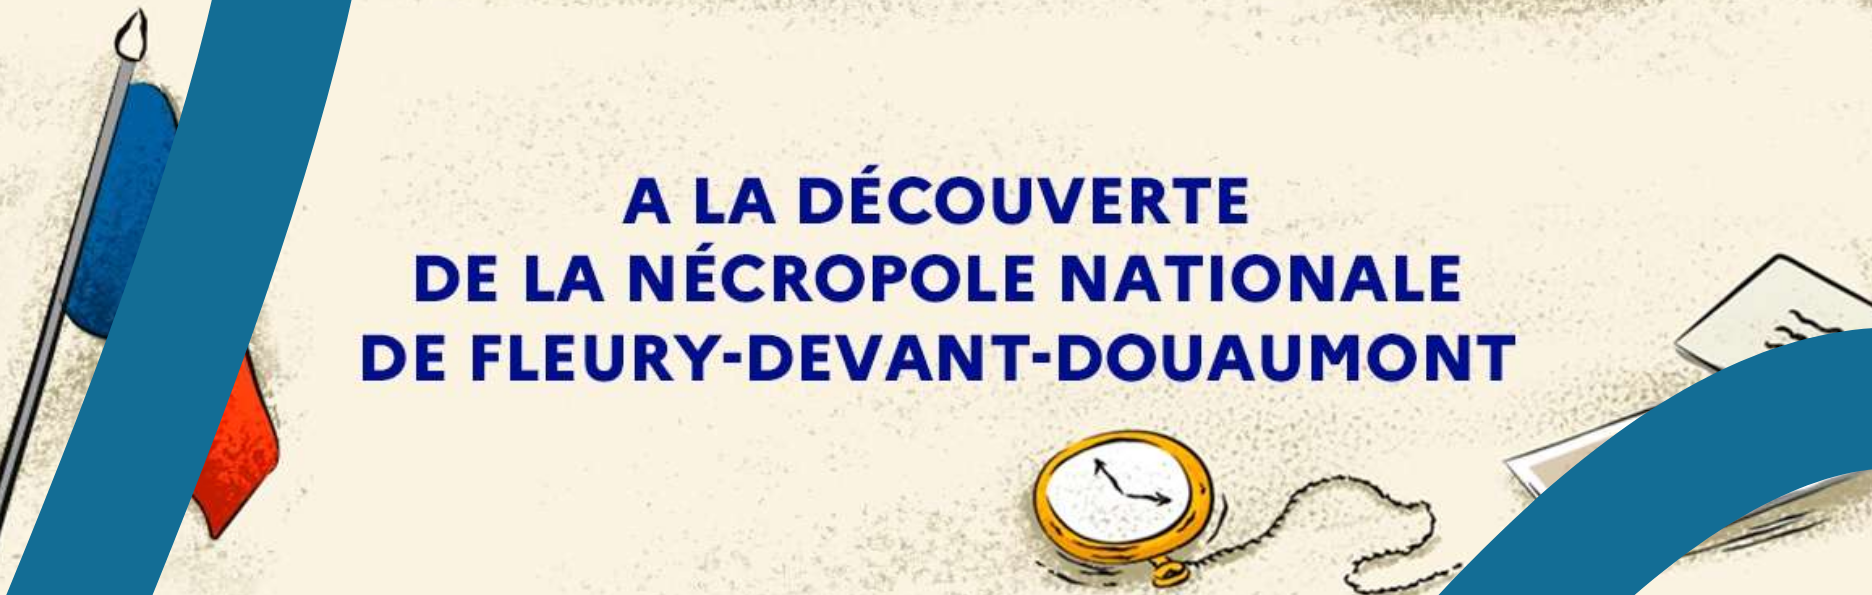 A LA DÉCOUVERTE
DE LA NÉCROPOLE NATIONALE
DE FLEURY-DEVANT-DOUAUMONT